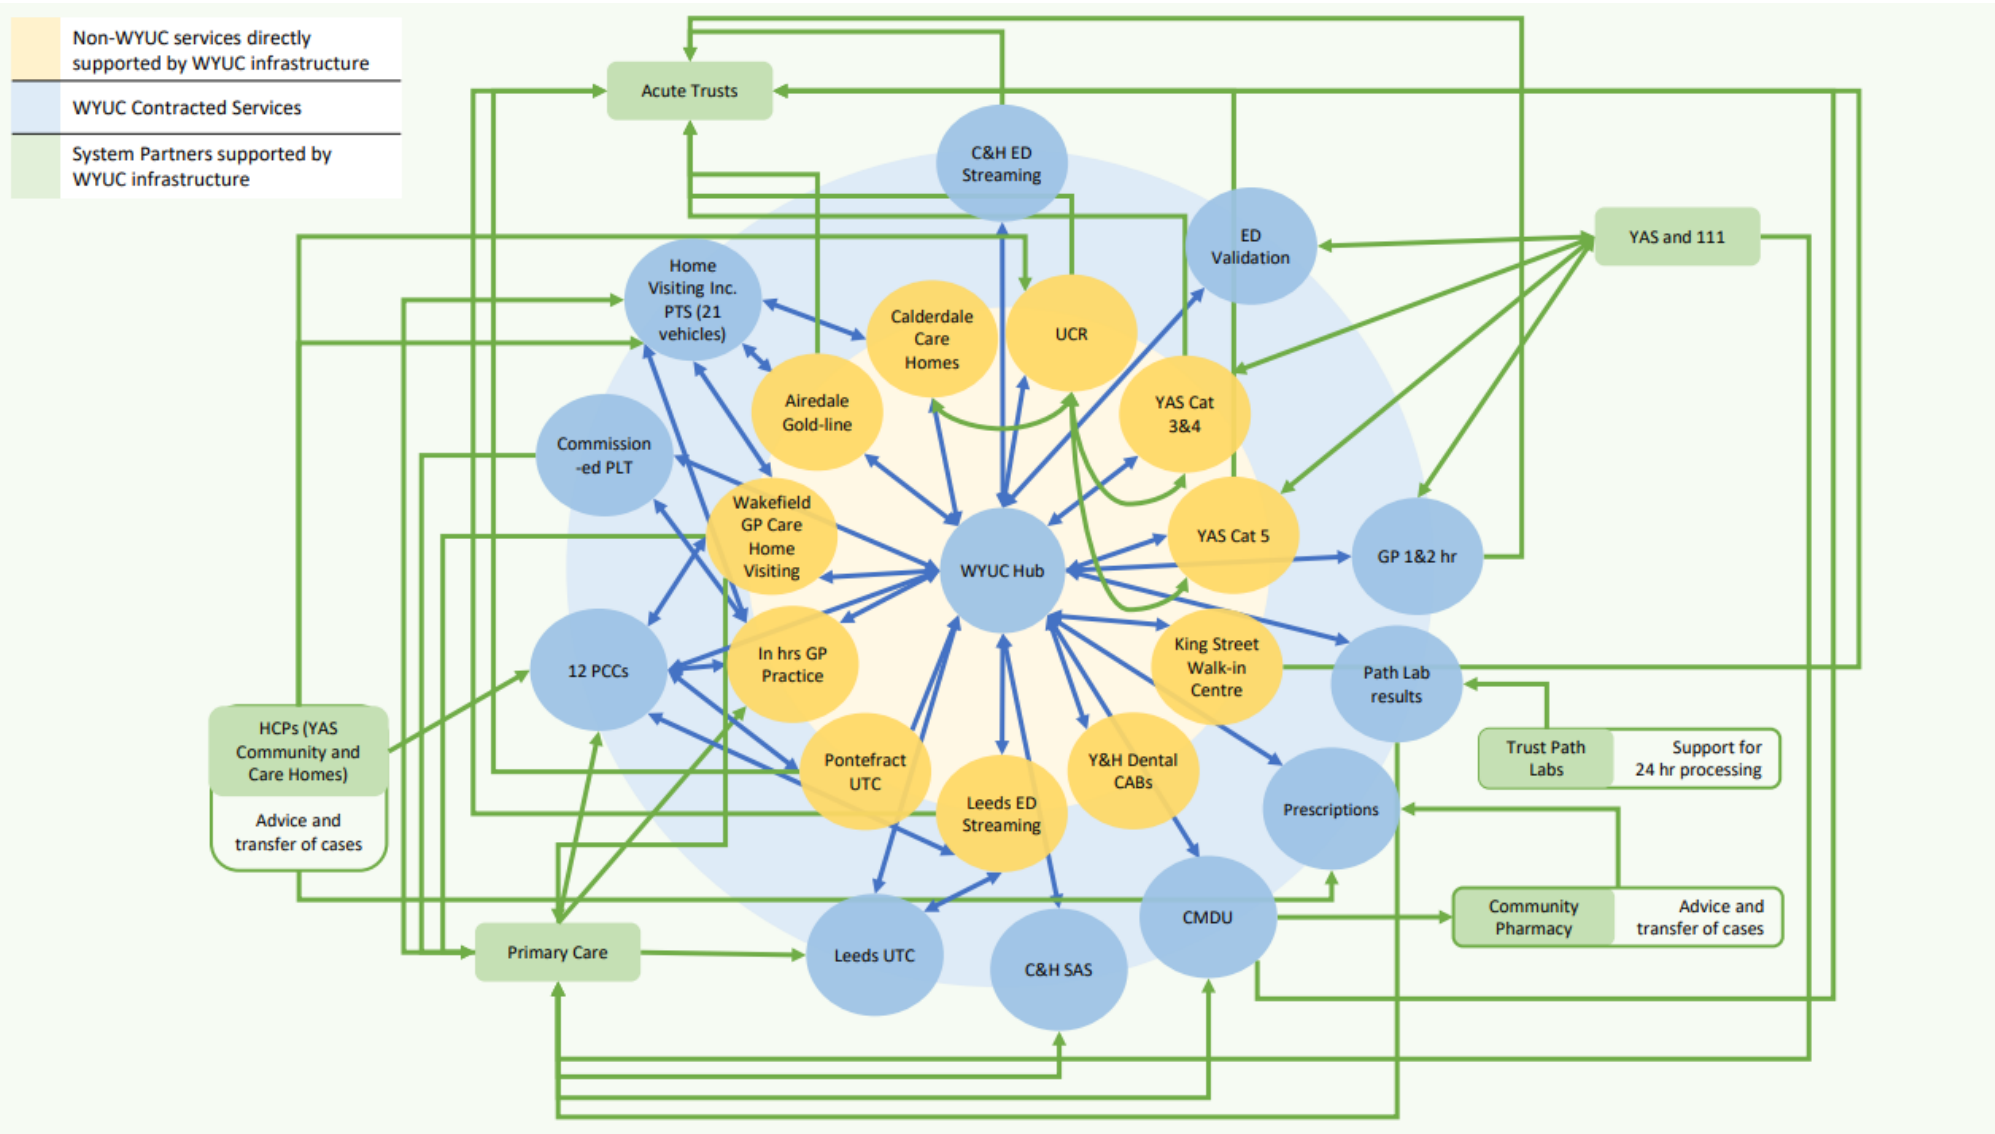 Non-WYUC services directly
supported by WYUC infrastructure
WYUC Contracted Services
System Partners supported by
WYUC infrastructure
Acute Trusts
C&H ED
Streaming
ED
Validation
YAS and 111
Home
Visiting Inc.
PTS (21
vehicles)
Calderdale
Care
Homes
UCR
Airedale
Gold-line
YAS Cat
3&4
Commission
-ed PLT
Wakefield
GP Care
Home
Visiting
WYUC Hub
YAS Cat 5
GP 1&2 hr
12 PCCs
In hrs GP
Practice
King Street
Walk-in
Centre
Path Lab
results
HCPs (YAS
Community and
Care Homes)
Advice and
transfer of cases
Pontefract
UTC
Leeds ED
Streaming
Y&H Dental
CABs
Prescriptions
Trust Path
Labs
Support for
24 hr processing
Community
Pharmacy
Advice and
transfer of cases
Primary Care
Leeds UTC
C&H SAS
CMDU